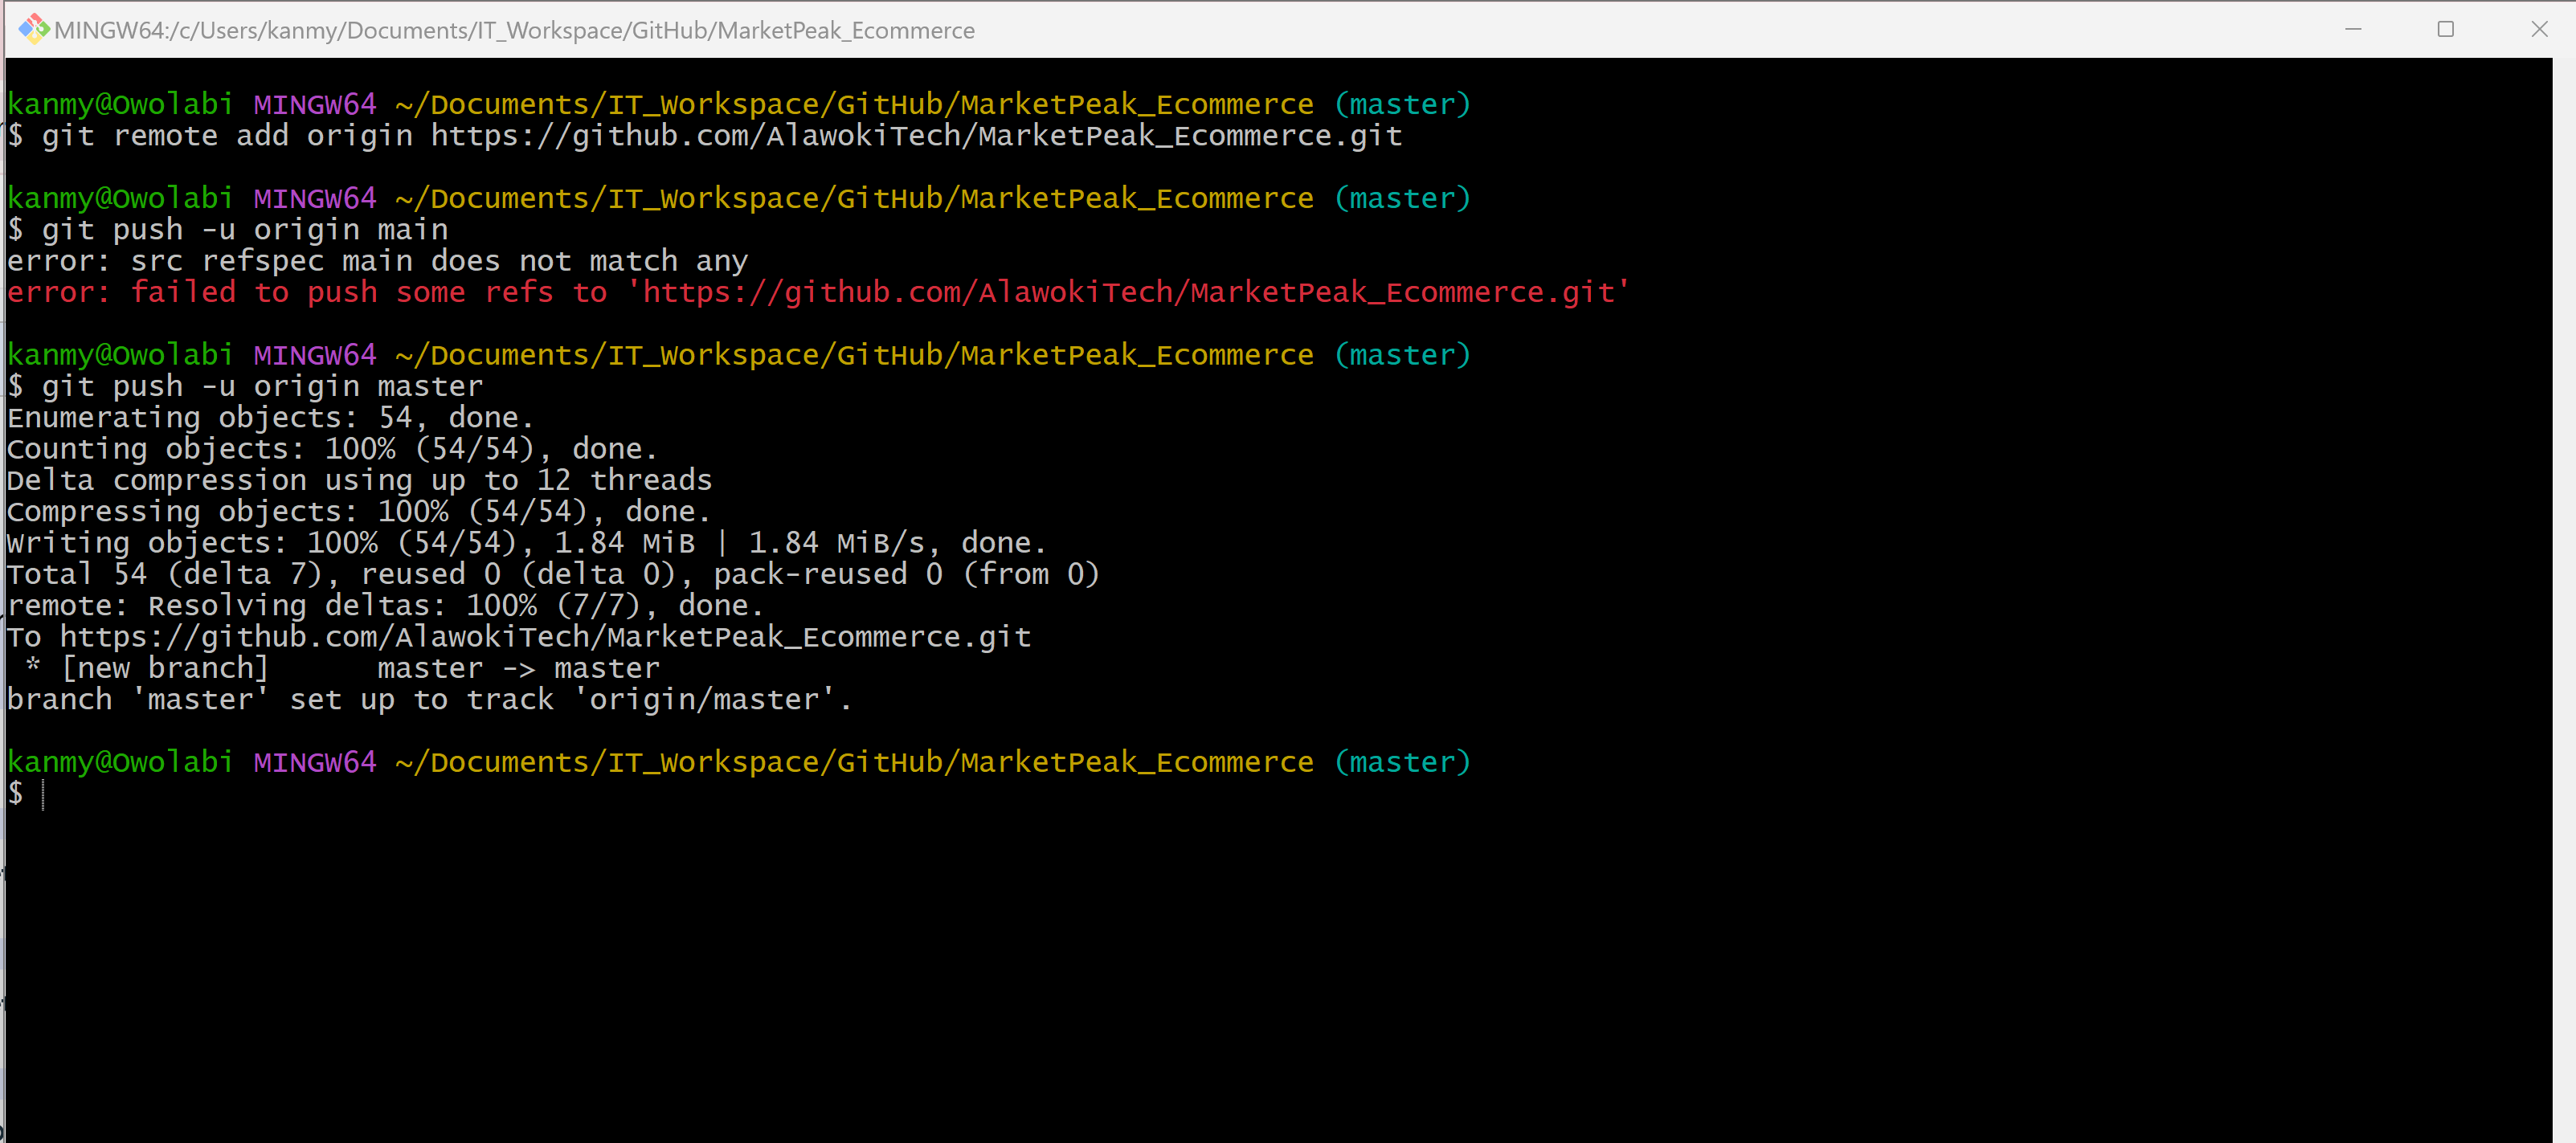 MINGW64:/c/Users/kanmy/Documents/IT_Workspace/GitHub/MarketPeak_Ecommerce
kanmy@Owolabi MINGW64 ~/Documents/IT_Workspace/GitHub/MarketPeak_Ecommerce (master)
$ git remote add origin https://github.com/AlawokiTech/MarketPeak_Ecommerce.git
kanmy@Owolabi MINGW64 ~/Documents/IT_Workspace/GitHub/MarketPeak_Ecommerce (master)
$ git push -u origin main
error: src refspec main does not match any
error: failed to push some refs to 'https://github.com/AlawokiTech/MarketPeak_Ecommerce.git'
kanmy@Owolabi MINGW64 ~/Documents/IT_Workspace/GitHub/MarketPeak_Ecommerce (master)
$ git push -u origin master
Enumerating objects: 54, done.
Counting objects: 100% (54/54), done.
Delta compression using up to 12 threads
Compressing objects: 100% (54/54), done.
Writing objects: 100% (54/54), 1.84 MiB | 1.84 MiB/s, done.
Total 54 (delta 7), reused 0 (delta 0), pack-reused 0 (from 0)
remote: Resolving deltas: 100% (7/7), done.
To https://github.com/AlawokiTech/MarketPeak_Ecommerce.git
 * [new branch]      master -> master
branch 'master' set up to track 'origin/master'.
kanmy@Owolabi MINGW64 ~/Documents/IT_Workspace/GitHub/MarketPeak_Ecommerce (master)
$